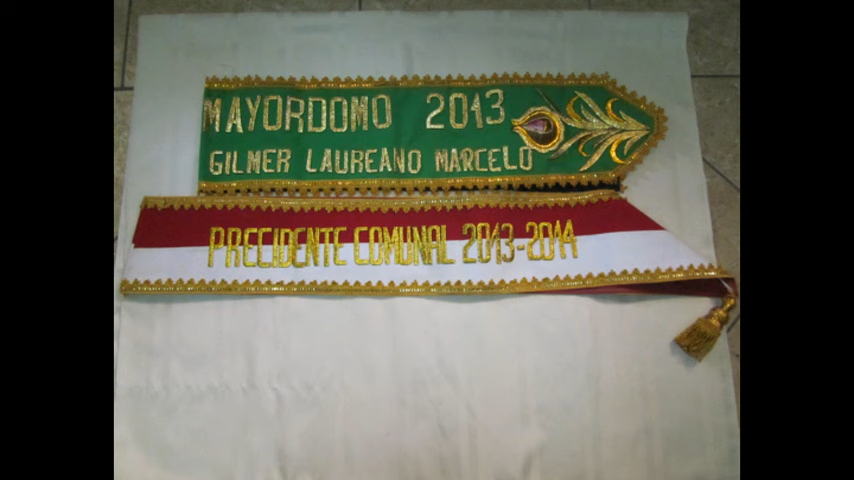 MAYORDOMO 2013
GILMER LAUREANO MARCELO
PRECIDENTE COMUNAL 2013-2014